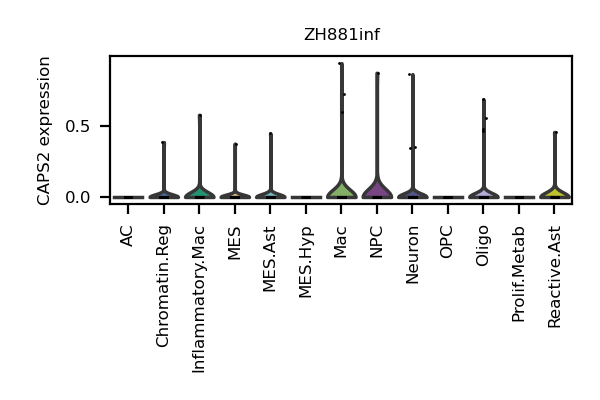 ZH881inf
CAPS2 expression
0.5
0.0
AC
Chromatin.Reg
Inflammatory.Mac
MES
MES.Ast
MES.Hyp
Mac
NPC
Neuron
OPC
Oligo
Prolif.Metab
Reactive.Ast